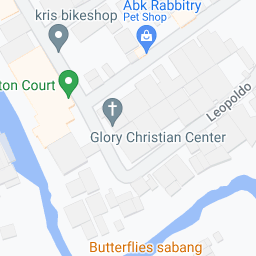 kris bikeshop
Abk Rabbitry
Pet Shop
ton Court
Glory Christian Center
Leopoldo
Butterflies sabang